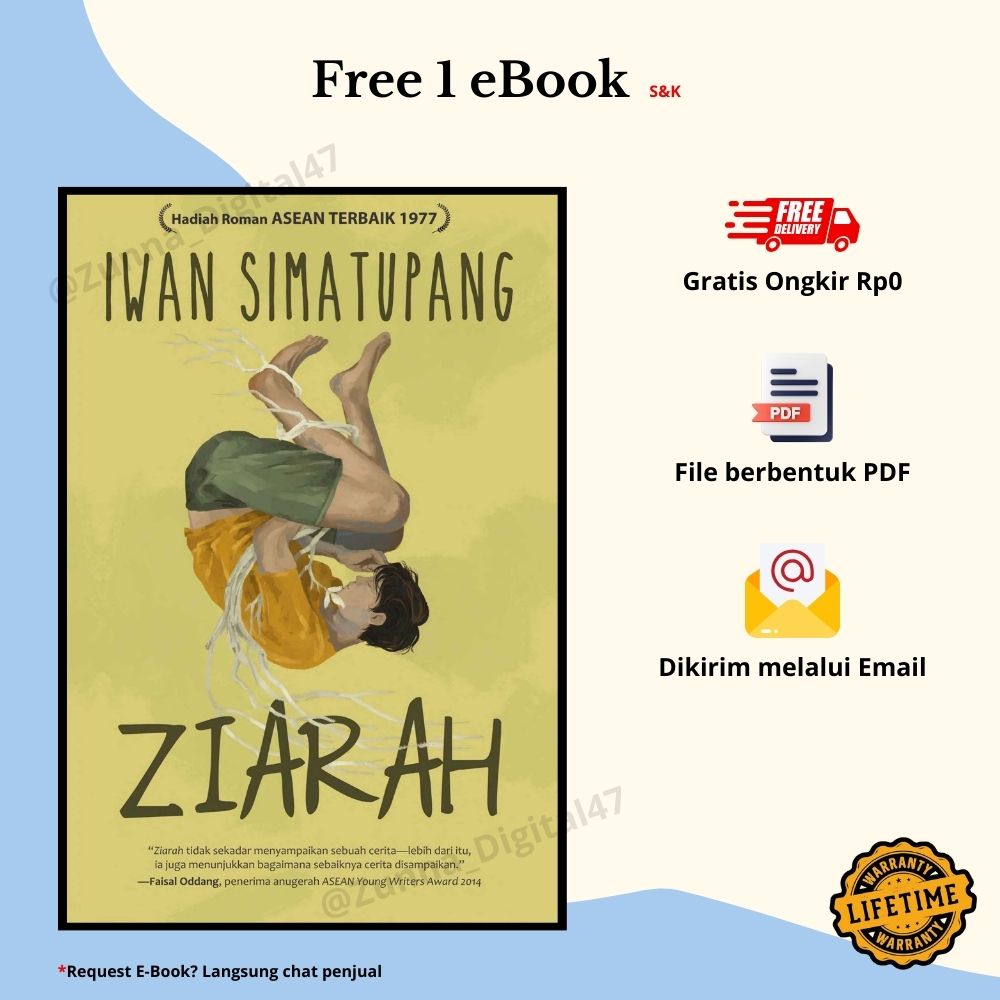 Free 1 eBook S&K
@Zunna_Digital47
Hadiah Roman ASEAN TERBAIK 1977
IWAN SIMATUPANG
ZIARAH
“Ziarah tidak sekadar menyampaikan sebuah cerita—lebih dari itu,
ia juga menunjukkan bagaimana sebaiknya cerita disampaikan.”
—Faisal Oddang, penerima anugerah ASEAN Young Writers Award 2014
@Zunna_Digital47
FREE
DELIVERY
Gratis Ongkir Rp0
PDF
File berbentuk PDF
@
Dikirim melalui Email
WARRANTY
LIFETIME
WARRANTY
*Request E-Book? Langsung chat penjual